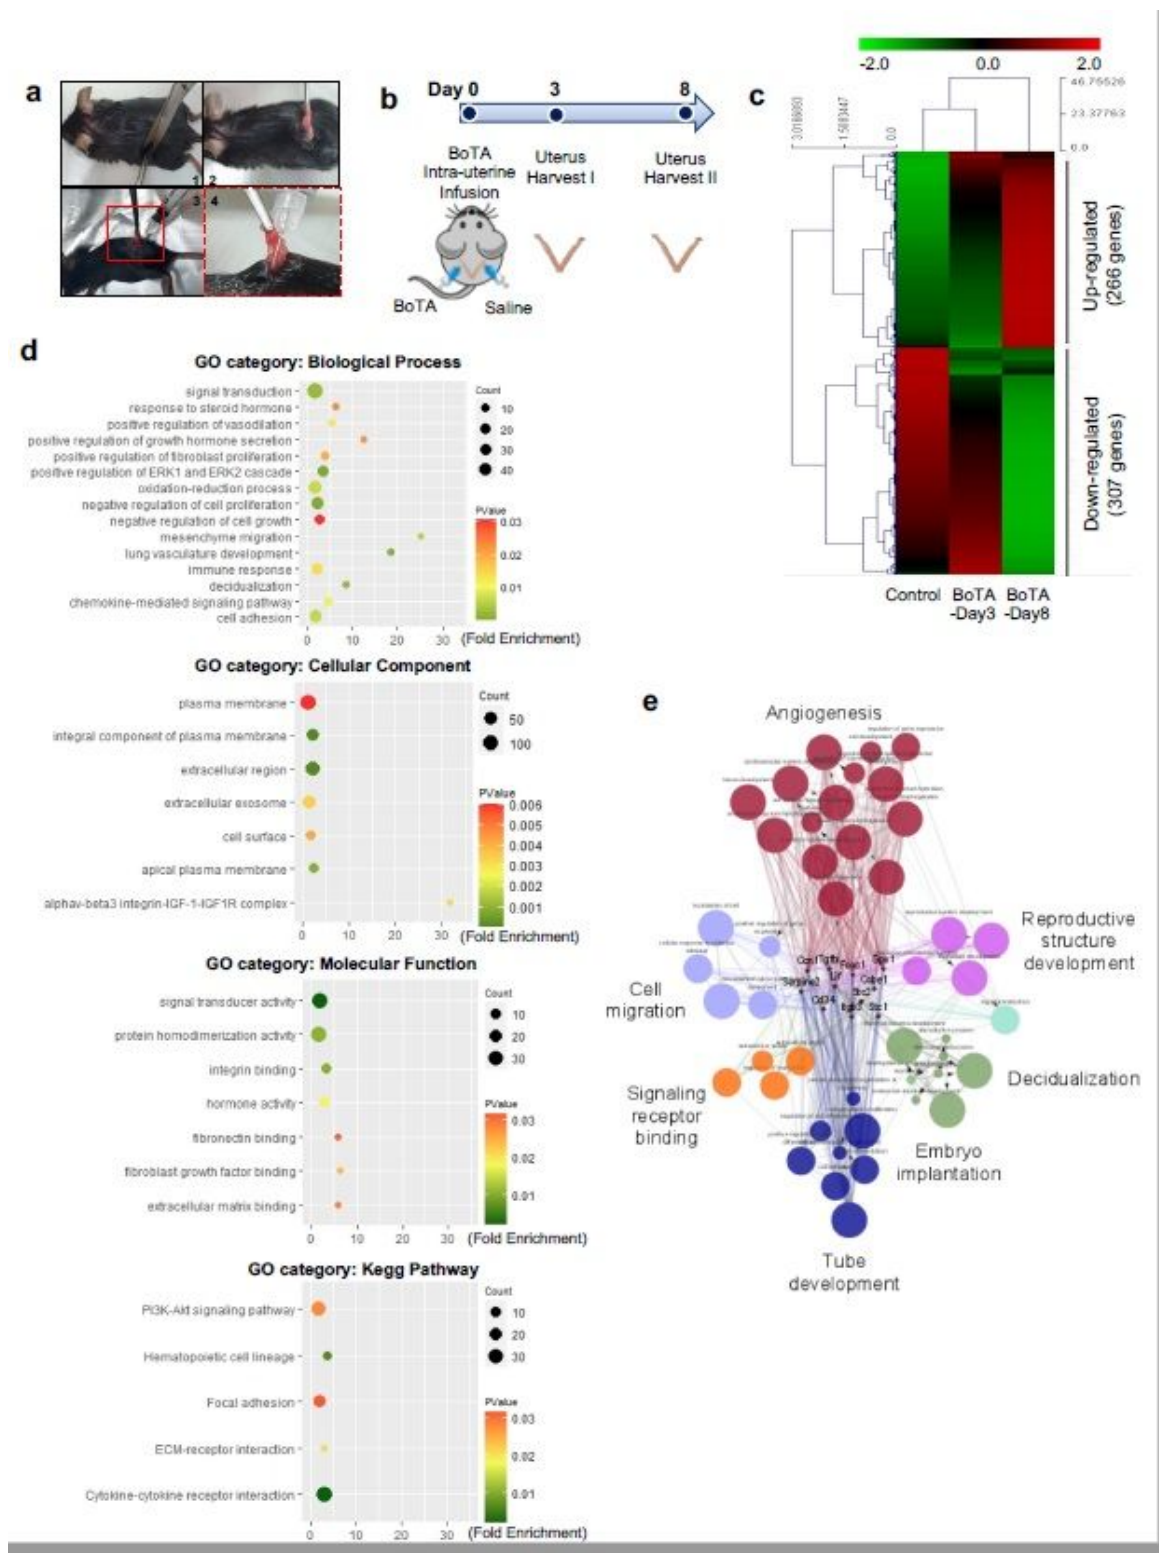 a
1
2
3
4
b
Day 0
3
8
BoTA
Intra-uterine
Infusion
Uterus
Harvest I
Uterus
Harvest II
BoTA
Saline
c
-2.0
0.0
2.0
46.75526
23.37763
0.0
0.0
Up-regulated
(266 genes)
Down-regulated
(307 genes)
Control
BoTA
-Day3
BoTA
-Day8
d
GO category: Biological Process
signal transduction
response to steroid hormone
positive regulation of vasodilation
positive regulation of growth hormone secretion
positive regulation of fibroblast proliferation
positive regulation of ERK1 and ERK2 cascade
oxidation-reduction process
negative regulation of cell proliferation
negative regulation of cell growth
mesenchyme migration
lung vasculature development
immune response
decidualization
chemokine-mediated signaling pathway
cell adhesion
0 10 20 30 (Fold Enrichment)
Count
10
20
30
40
PValue
0.03
0.02
0.01
GO category: Cellular Component
plasma membrane
integral component of plasma membrane
extracellular region
extracellular exosome
cell surface
apical plasma membrane
alphav-beta3 integrin-IGF-1-IGF1R complex
0 10 20 30 (Fold Enrichment)
Count
50
100
PValue
0.006
0.005
0.004
0.003
0.002
0.001
GO category: Molecular Function
signal transducer activity
protein homodimerization activity
integrin binding
hormone activity
fibronectin binding
fibroblast growth factor binding
extracellular matrix binding
0 10 20 30 (Fold Enrichment)
Count
10
20
30
PValue
0.03
0.02
0.01
GO category: Kegg Pathway
PI3K-Akt signaling pathway
Hematopoietic cell lineage
Focal adhesion
ECM-receptor interaction
Cytokine-cytokine receptor interaction
0 10 20 30 (Fold Enrichment)
Count
10
20
30
PValue
0.03
0.02
0.01
e
Angiogenesis
Reproductive
structure
development
Cell
migration
Cd34
Decidualization
Signaling
receptor
binding
Embryo
implantation
Tube
development